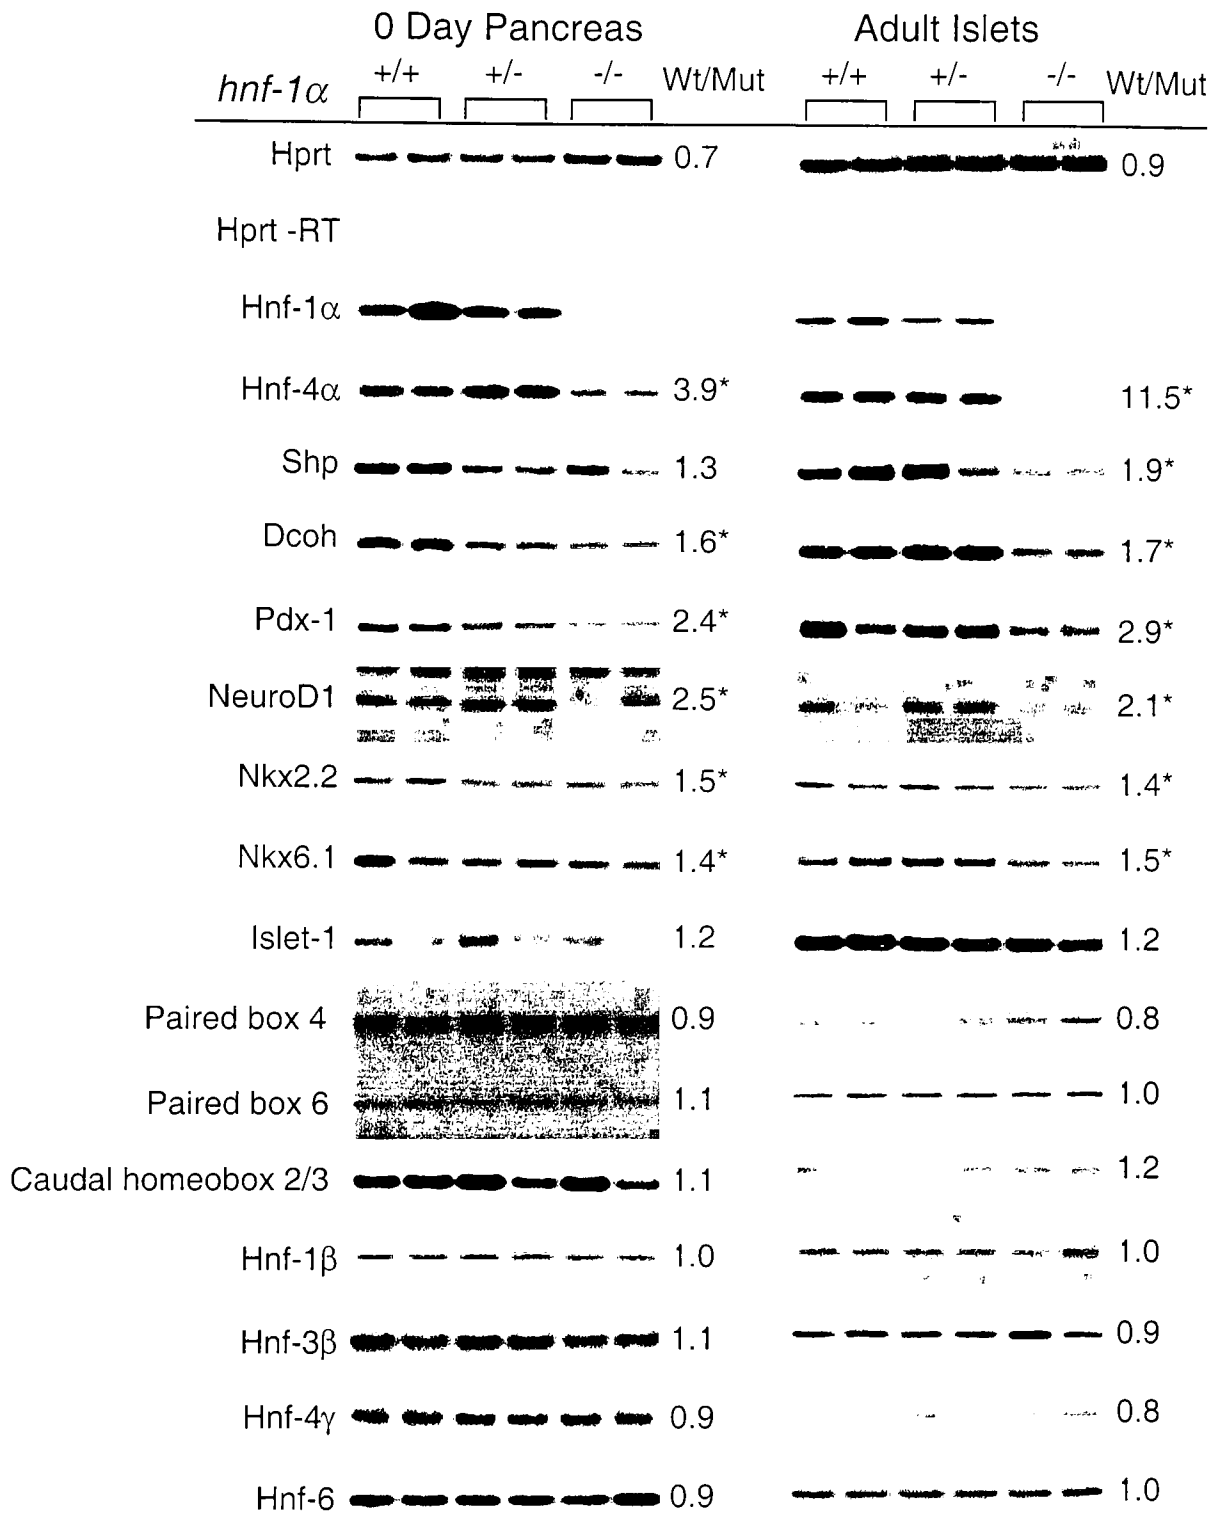 0 Day Pancreas Adult Islets
hnf-1α +/+ +/- -/- Wt/Mut +/+ +/- -/- Wt/Mut
Hprt 0.7 0.9
Hprt -RT
Hnf-1α
Hnf-4α 3.9* 11.5*
Shp 1.3 1.9*
Dcoh 1.6* 1.7*
Pdx-1 2.4* 2.9*
NeuroD1 2.5* 2.1*
Nkx2.2 1.5* 1.4*
Nkx6.1 1.4* 1.5*
Islet-1 1.2 1.2
Paired box 4 0.9 0.8
Paired box 6 1.1 1.0
Caudal homeobox 2/3 1.1 1.2
Hnf-1β 1.0 1.0
Hnf-3β 1.1 0.9
Hnf-4γ 0.9 0.8
Hnf-6 0.9 1.0